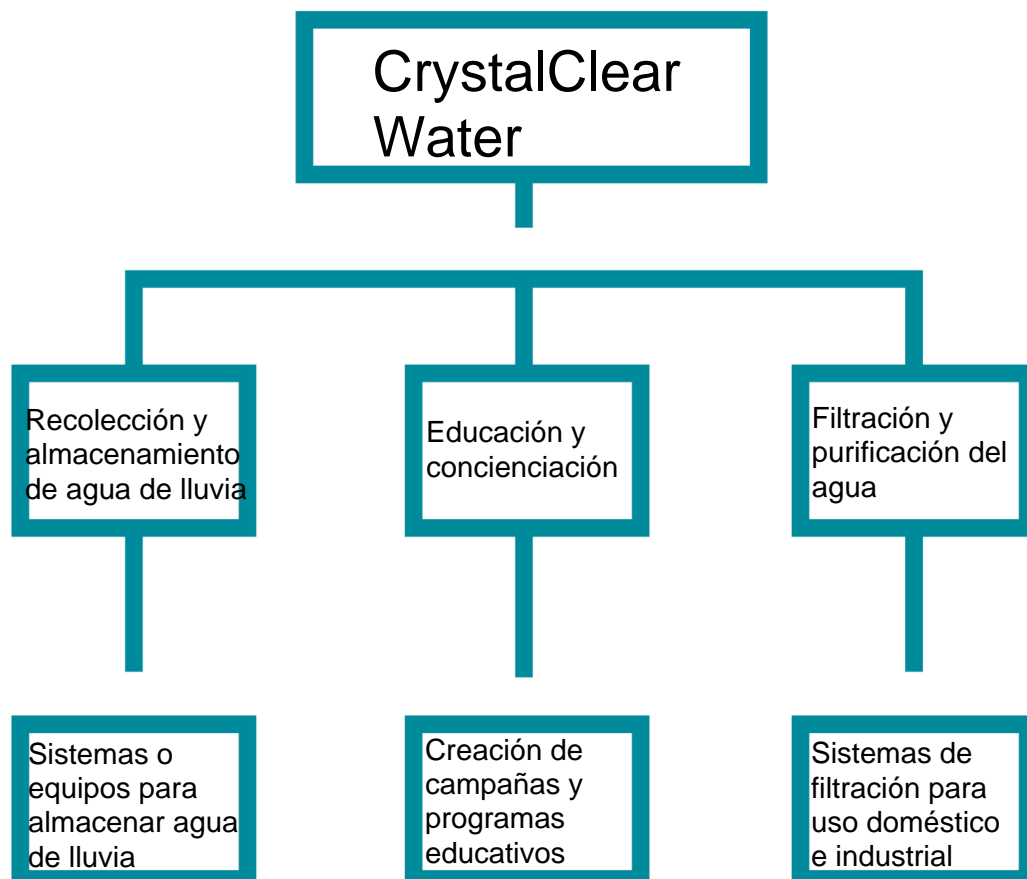 CrystalClear
Water
Recolección y
almacenamiento
de agua de lluvia
Educación y
concienciación
Filtración y
purificación del
agua
Sistemas o
equipos para
almacenar agua
de lluvia
Creación de
campañas y
programas
educativos
Sistemas de
filtración para
uso doméstico
e industrial